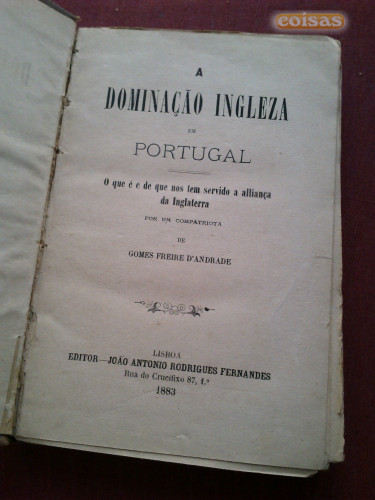 coisas
A
DOMINAÇÃO INGLEZA
EM
PORTUGAL
O que é e de que nos tem servido a alliança
da Inglaterra
POR UM COMPATRIOTA
DE
GOMES FREIRE D'ANDRADE
LISBOA
EDITOR—JOÃO ANTONIO RODRIGUES FERNANDES
Rua do Crucifixo 87, 1.º
1883